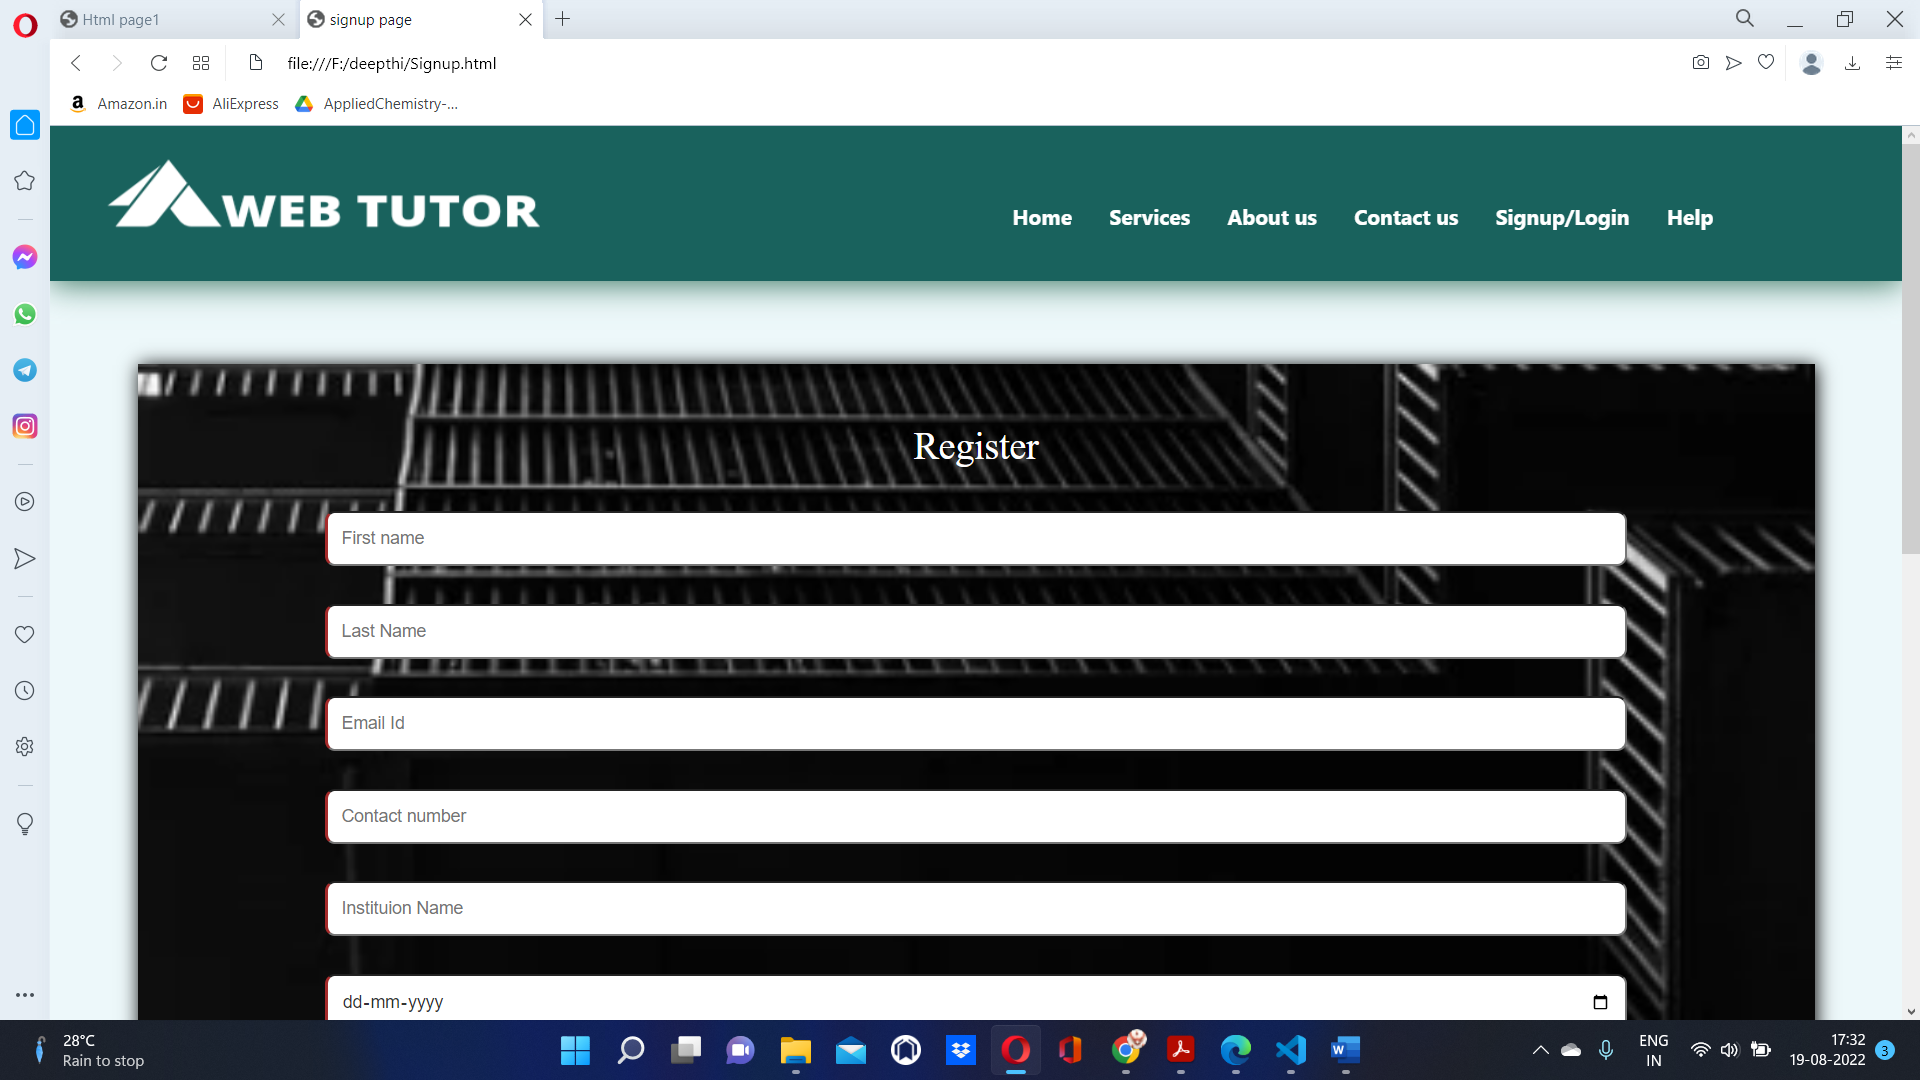 Html page1
signup page
file:///F:/deepthi/Signup.html
Amazon.in
AliExpress
AppliedChemistry-...
WEB TUTOR
Home
Services
About us
Contact us
Signup/Login
Help
Register
First name
Last Name
Email Id
Contact number
Instituion Name
dd-mm-yyyy
28°C
Rain to stop
ENG
IN
17:32
19-08-2022
3